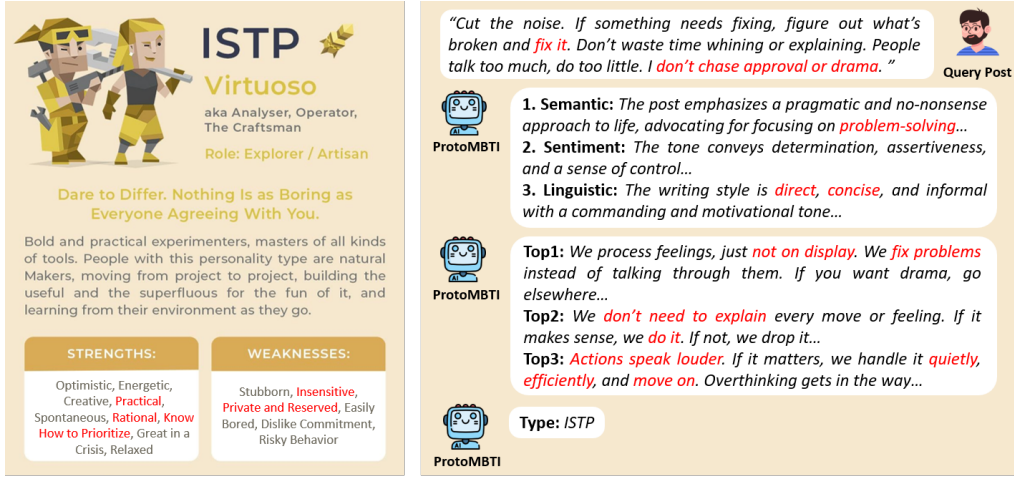 ISTP
Virtuoso
aka Analyser, Operator,
The Craftsman
Role: Explorer / Artisan
Dare to Differ. Nothing Is as Boring as
Everyone Agreeing With You.
Bold and practical experimenters, masters of all kinds
of tools. People with this personality type are natural
Makers, moving from project to project, building the
useful and the superfluous for the fun of it, and
learning from their environment as they go.
STRENGTHS:
Optimistic, Energetic,
Creative, Practical,
Spontaneous, Rational, Know
How to Prioritize, Great in a
Crisis, Relaxed
WEAKNESSES:
Stubborn, Insensitive,
Private and Reserved, Easily
Bored, Dislike Commitment,
Risky Behavior
“Cut the noise. If something needs fixing, figure out what’s
broken and fix it. Don’t waste time whining or explaining. People
talk too much, do too little. I don’t chase approval or drama. ”
Query Post
AI
ProtoMBTI
1. Semantic: The post emphasizes a pragmatic and no-nonsense
approach to life, advocating for focusing on problem-solving…
2. Sentiment: The tone conveys determination, assertiveness,
and a sense of control…
3. Linguistic: The writing style is direct, concise, and informal
with a commanding and motivational tone…
AI
ProtoMBTI
Top1: We process feelings, just not on display. We fix problems
instead of talking through them. If you want drama, go
elsewhere…
Top2: We don’t need to explain every move or feeling. If it
makes sense, we do it. If not, we drop it…
Top3: Actions speak louder. If it matters, we handle it quietly,
efficiently, and move on. Overthinking gets in the way…
AI
ProtoMBTI
Type: ISTP